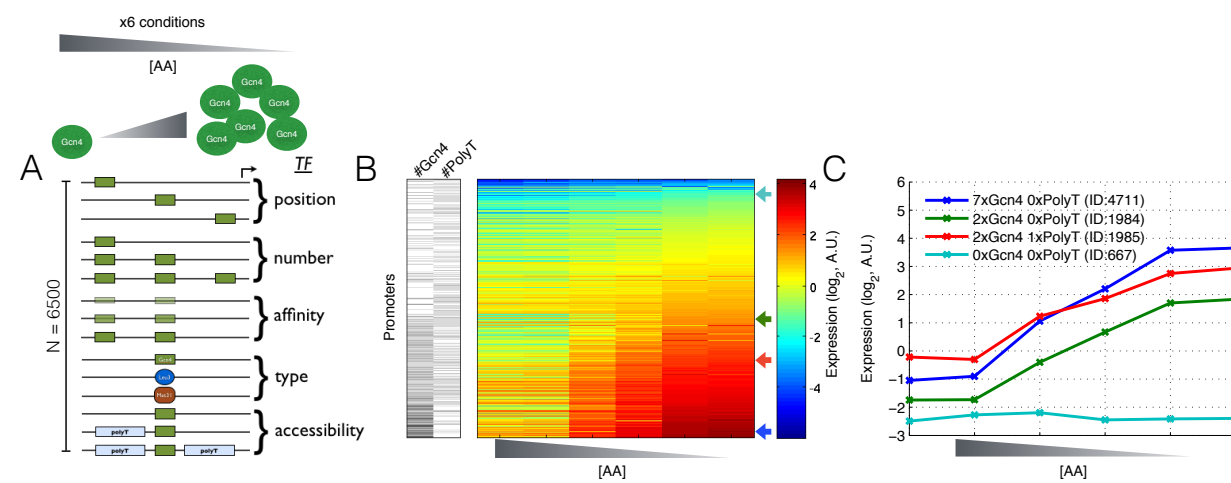 x6 conditions
[AA]
Gcn4
Gcn4
Gcn4
Gcn4
Gcn4
Gcn4
Gcn4
Gcn4
A
TF
position
number
affinity
type
accessibility
N = 6500
Gcn4
Leu3
polyT
polyT
polyT
B
#Gcn4
#PolyT
Promoters
4
2
0
−2
-4
Expression (log2, A.U.)
[AA]
C
6
5
4
3
2
1
0
−1
−2
−3
Expression (log2, A.U.)
7xGcn4 0xPolyT (ID:4711)
2xGcn4 0xPolyT (ID:1984)
2xGcn4 1xPolyT (ID:1985)
0xGcn4 0xPolyT (ID:667)
[AA]